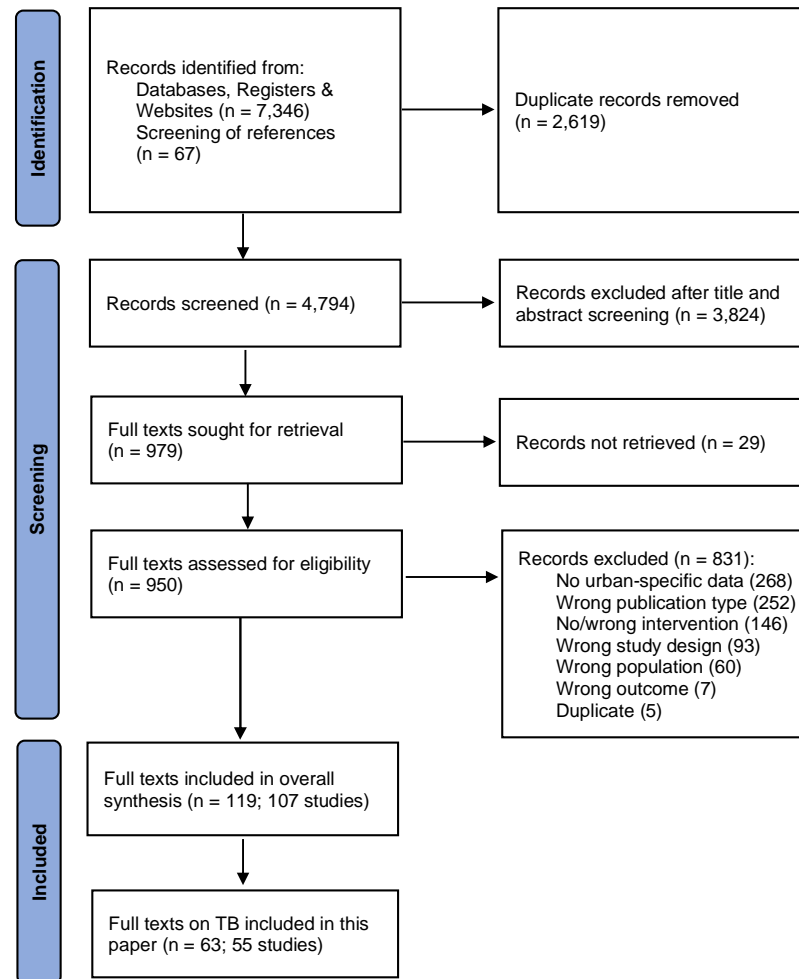 Identification
Records identified from:
Databases, Registers &
Websites (n = 7,346)
Screening of references
(n = 67)
Duplicate records removed
(n = 2,619)
Screening
Records screened (n = 4,794)
Records excluded after title and
abstract screening (n = 3,824)
Full texts sought for retrieval
(n = 979)
Records not retrieved (n = 29)
Full texts assessed for eligibility
(n = 950)
Records excluded (n = 831):
No urban-specific data (268)
Wrong publication type (252)
No/wrong intervention (146)
Wrong study design (93)
Wrong population (60)
Wrong outcome (7)
Duplicate (5)
Included
Full texts included in overall
synthesis (n = 119; 107 studies)
Full texts on TB included in this
paper (n = 63; 55 studies)